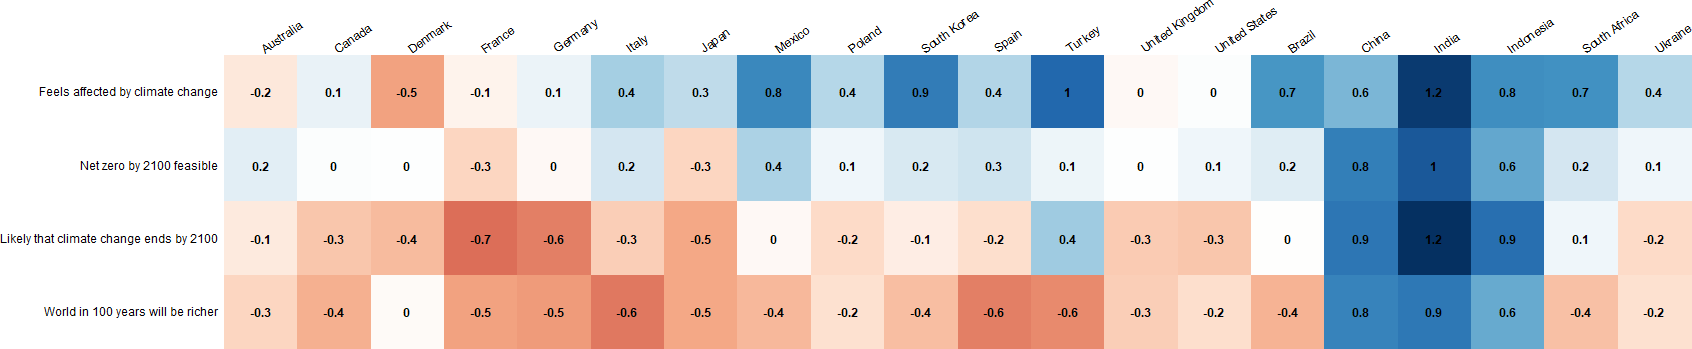 Australia Canada Denmark France Germany Italy Japan Mexico Poland South Korea Spain Turkey United Kingdom United States Brazil China India Indonesia South Africa Ukraine
Feels affected by climate change -0.2 0.1 -0.5 -0.1 0.1 0.4 0.3 0.8 0.4 0.9 0.4 1 0 0 0.7 0.6 1.2 0.8 0.7 0.4
Net zero by 2100 feasible 0.2 0 0 -0.3 0 0.2 -0.3 0.4 0.1 0.2 0.3 0.1 0 0.1 0.2 0.8 1 0.6 0.2 0.1
Likely that climate change ends by 2100 -0.1 -0.3 -0.4 -0.7 -0.6 -0.3 -0.5 0 -0.2 -0.1 -0.2 0.4 -0.3 -0.3 0 0.9 1.2 0.9 0.1 -0.2
World in 100 years will be richer -0.3 -0.4 0 -0.5 -0.5 -0.6 -0.5 -0.4 -0.2 -0.4 -0.6 -0.6 -0.3 -0.2 -0.4 0.8 0.9 0.6 -0.4 -0.2